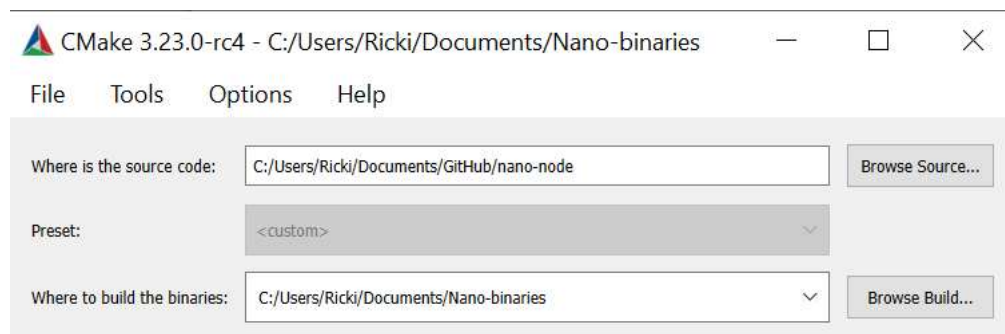 CMake 3.23.0-rc4 - C:/Users/Ricki/Documents/Nano-binaries
File Tools Options Help
Where is the source code: C:/Users/Ricki/Documents/GitHub/nano-node Browse Source...
Preset: <custom>
Where to build the binaries: C:/Users/Ricki/Documents/Nano-binaries Browse Build...